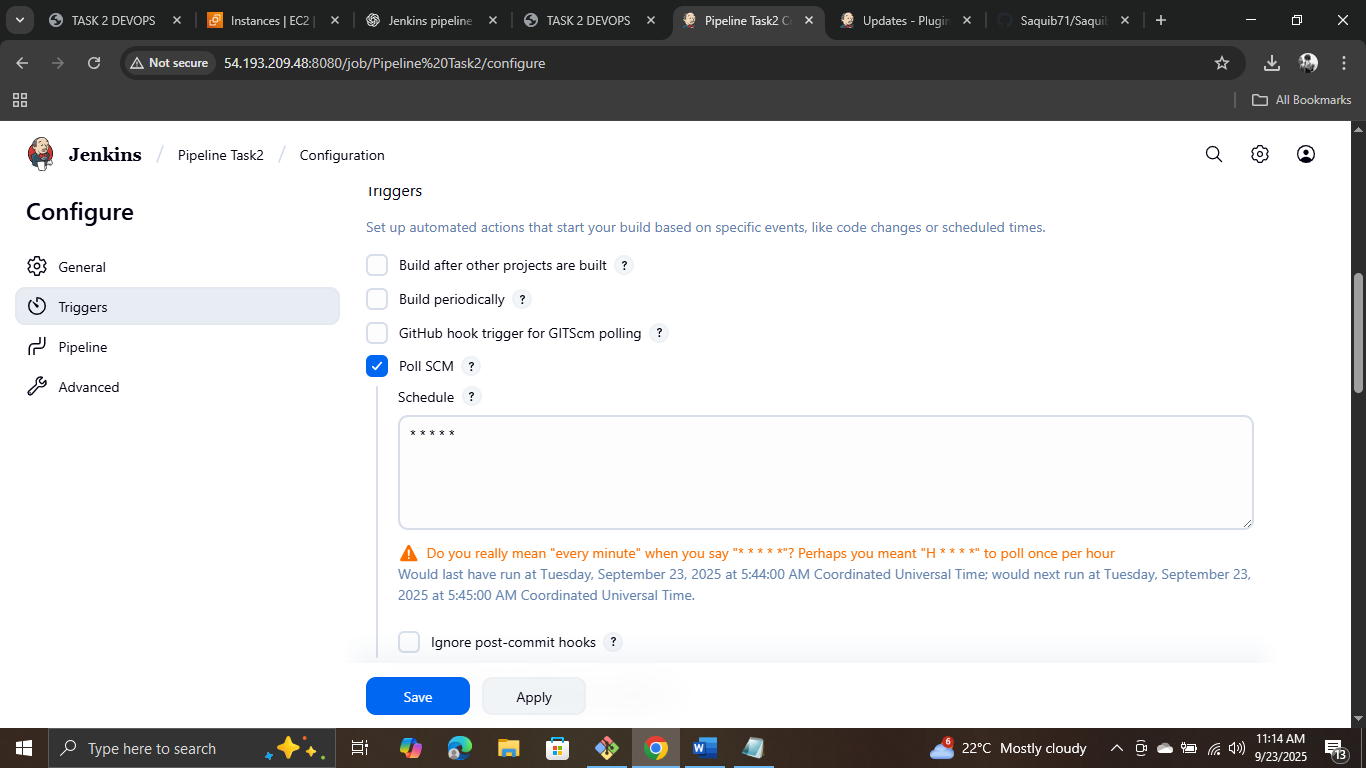 TASK 2 DEVOPS
Instances | EC2 |
Jenkins pipeline
TASK 2 DEVOPS
Pipeline Task2 Co
Updates - Plugin
Saquib71/Saquib
Not secure
54.193.209.48:8080/job/Pipeline%20Task2/configure
All Bookmarks
Jenkins / Pipeline Task2 / Configuration
Configure
General
Triggers
Pipeline
Advanced
Triggers
Set up automated actions that start your build based on specific events, like code changes or scheduled times.
Build after other projects are built ?
Build periodically ?
GitHub hook trigger for GITScm polling ?
Poll SCM ?
Schedule ?
* * * * *
Do you really mean "every minute" when you say "* * * * *"? Perhaps you meant "H * * * *" to poll once per hour
Would last have run at Tuesday, September 23, 2025 at 5:44:00 AM Coordinated Universal Time; would next run at Tuesday, September 23,
2025 at 5:45:00 AM Coordinated Universal Time.
Ignore post-commit hooks ?
Save
Apply
Type here to search
6
22°C Mostly cloudy
11:14 AM
9/23/2025
13